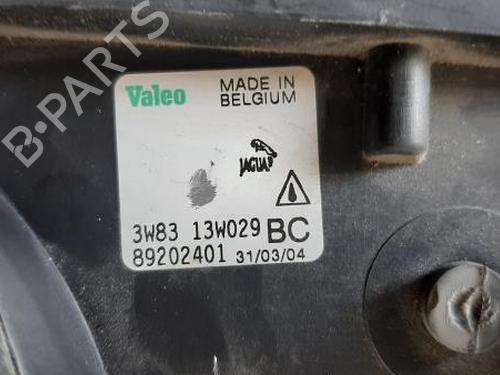 B-PARTS
Valeo
MADE IN
BELGIUM
JAGUAR
3W83 13W029 BC
89202401 31/03/04